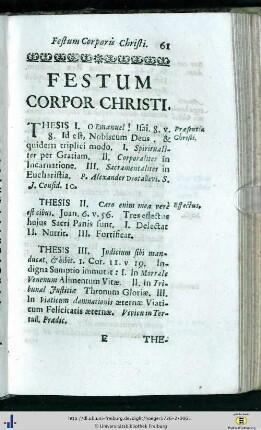 Festum Corporis Christi. 61
FESTUM
CORPOR CHRISTI.
THESIS I. O Emanuel! Isai. 8. v.
8. Id est, Nobiscum Deus, &
quidem triplici modo. I. Spirituali-
ter per Gratiam. II. Corporaliter in
Incarnatione. III. Sacramentaliter in
Eucharistia. P. Alexander S.
J. Consid. 10.
Præsentia
Christi.
THESIS II. Caro enim mea verè
est cibus. Joan. 6. v. 56. Tres effectus
hujus Sacri Panis sunt. I. Delectat
II. Nutrit. III. Fortificat.
Effectus,
THESIS III. Judicium sibi man-
ducat, & bibit. 1. Cor. 11. v. 29. In-
digna Sumptio immutat: I. In Mortale
Venenum Alimentum Vitæ. II. in Tri-
bunal Justitiæ Thronum Gloriæ. III.
In Viaticum damnationis æternæ Viati-
cum Felicitatis æternæ. in Ter-
tull. Prædic.
E THE-
© Universitätsbibliothek Freiburg